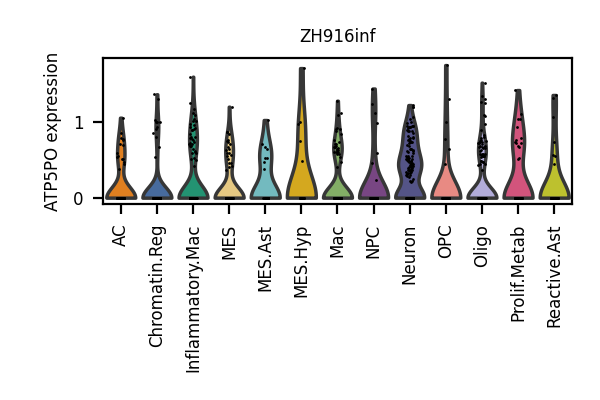 ZH916inf
ATP5PO expression
1
0
AC
Chromatin.Reg
Inflammatory.Mac
MES
MES.Ast
MES.Hyp
Mac
NPC
Neuron
OPC
Oligo
Prolif.Metab
Reactive.Ast